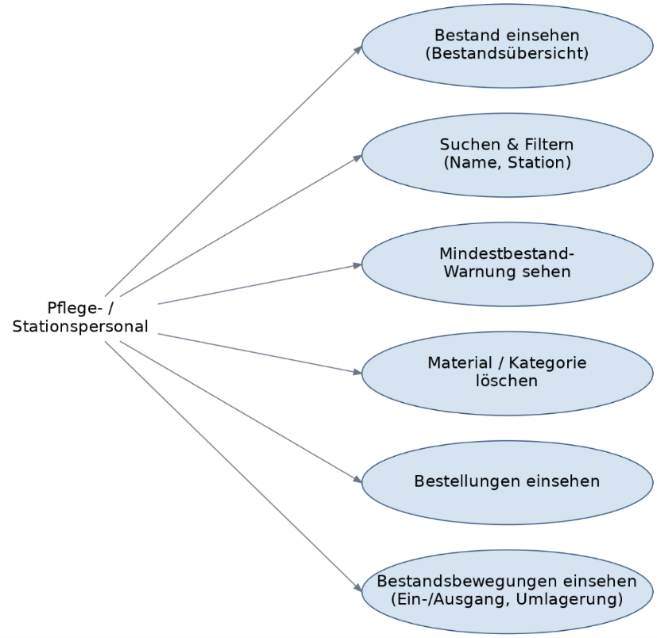 Bestand einsehen
(Bestandsübersicht)
Suchen & Filtern
(Name, Station)
Mindestbestand-
Warnung sehen
Pflege- /
Stationspersonal
Material / Kategorie
löschen
Bestellungen einsehen
Bestandsbewegungen einsehen
(Ein-/Ausgang, Umlagerung)